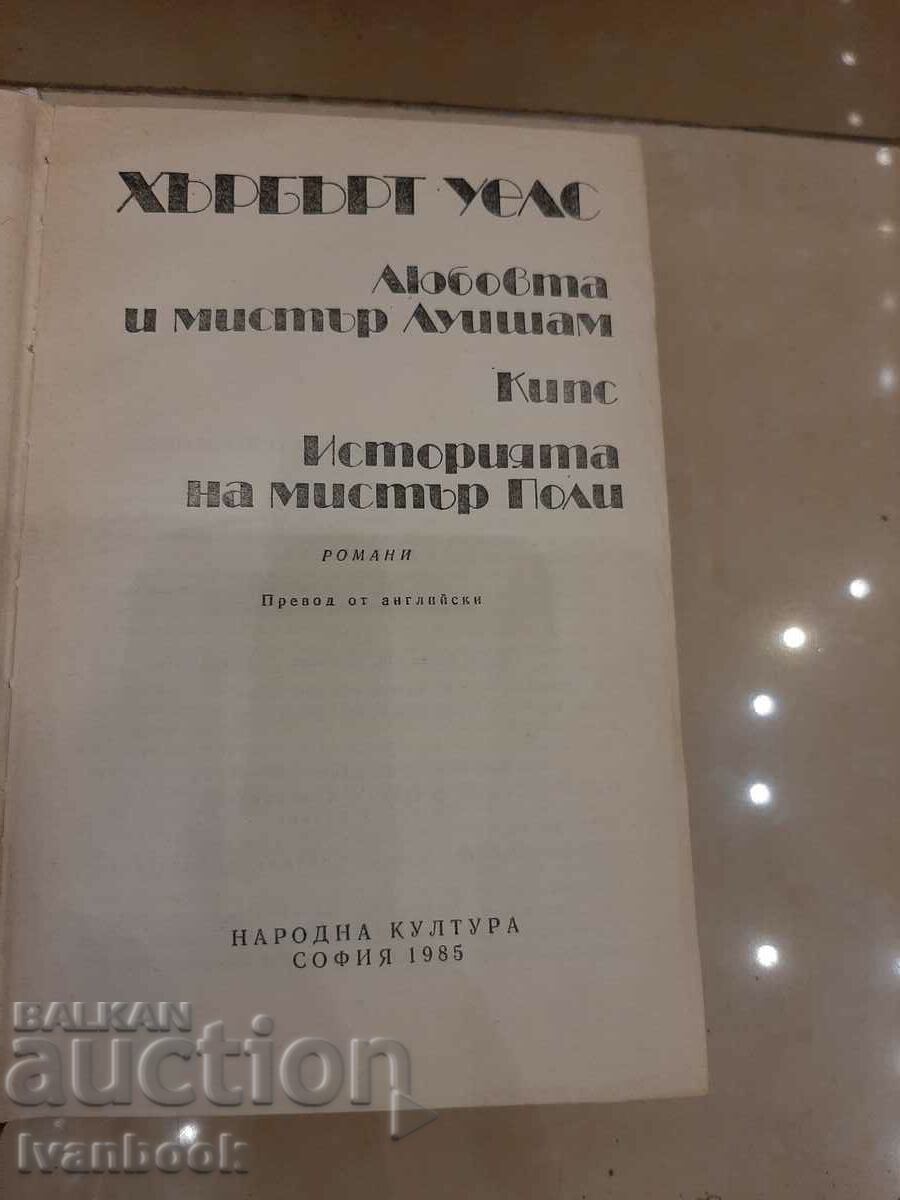 ХЪРБЪРТ УЕЛС
Любовта
и мистър Луишам
Кипс
Историята
на мистър Поли
РОМАНИ
Превод от английски
НАРОДНА КУЛТУРА
СОФИЯ 1985
BALKAN
auction
Ivanbook